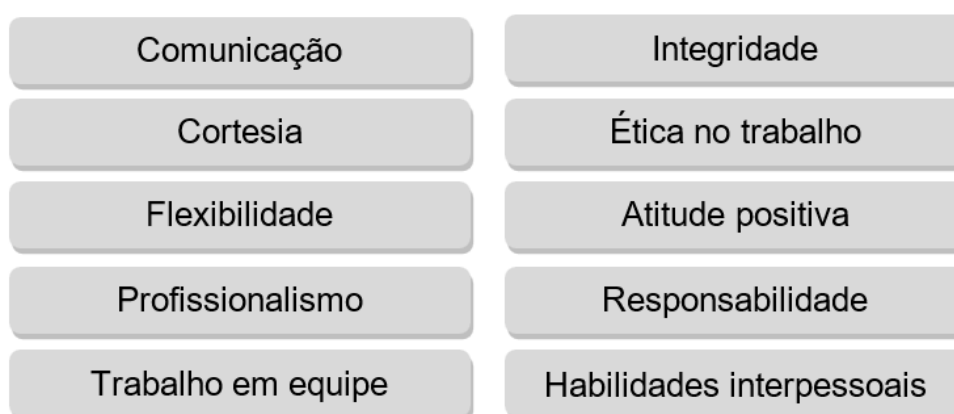 Comunicação
Integridade
Cortesia
Ética no trabalho
Flexibilidade
Atitude positiva
Profissionalismo
Responsabilidade
Trabalho em equipe
Habilidades interpessoais